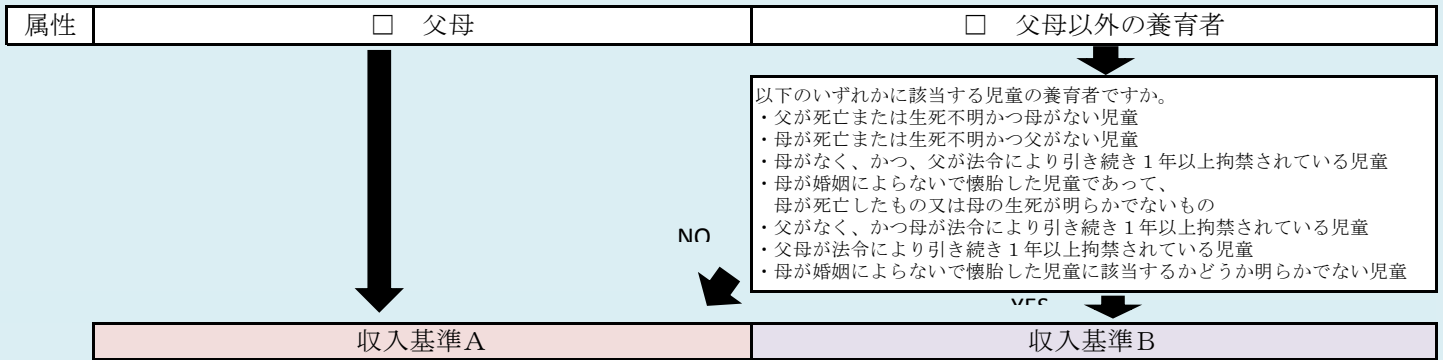 属性
□ 父母
□ 父母以外の養育者
以下のいずれかに該当する児童の養育者ですか。
・父が死亡または生死不明かつ母がない児童
・母が死亡または生死不明かつ父がない児童
・母がなく、かつ、父が法令により引き続き１年以上拘禁されている児童
・母が婚姻によらないで懐胎した児童であって、
母が死亡したもの又は母の生死が明らかでないもの
・父がなく、かつ母が法令により引き続き１年以上拘禁されている児童
・父母が法令により引き続き１年以上拘禁されている児童
・母が婚姻によらないで懐胎した児童に該当するかどうか明らかでない児童
NO
YES
収入基準Ａ
収入基準Ｂ